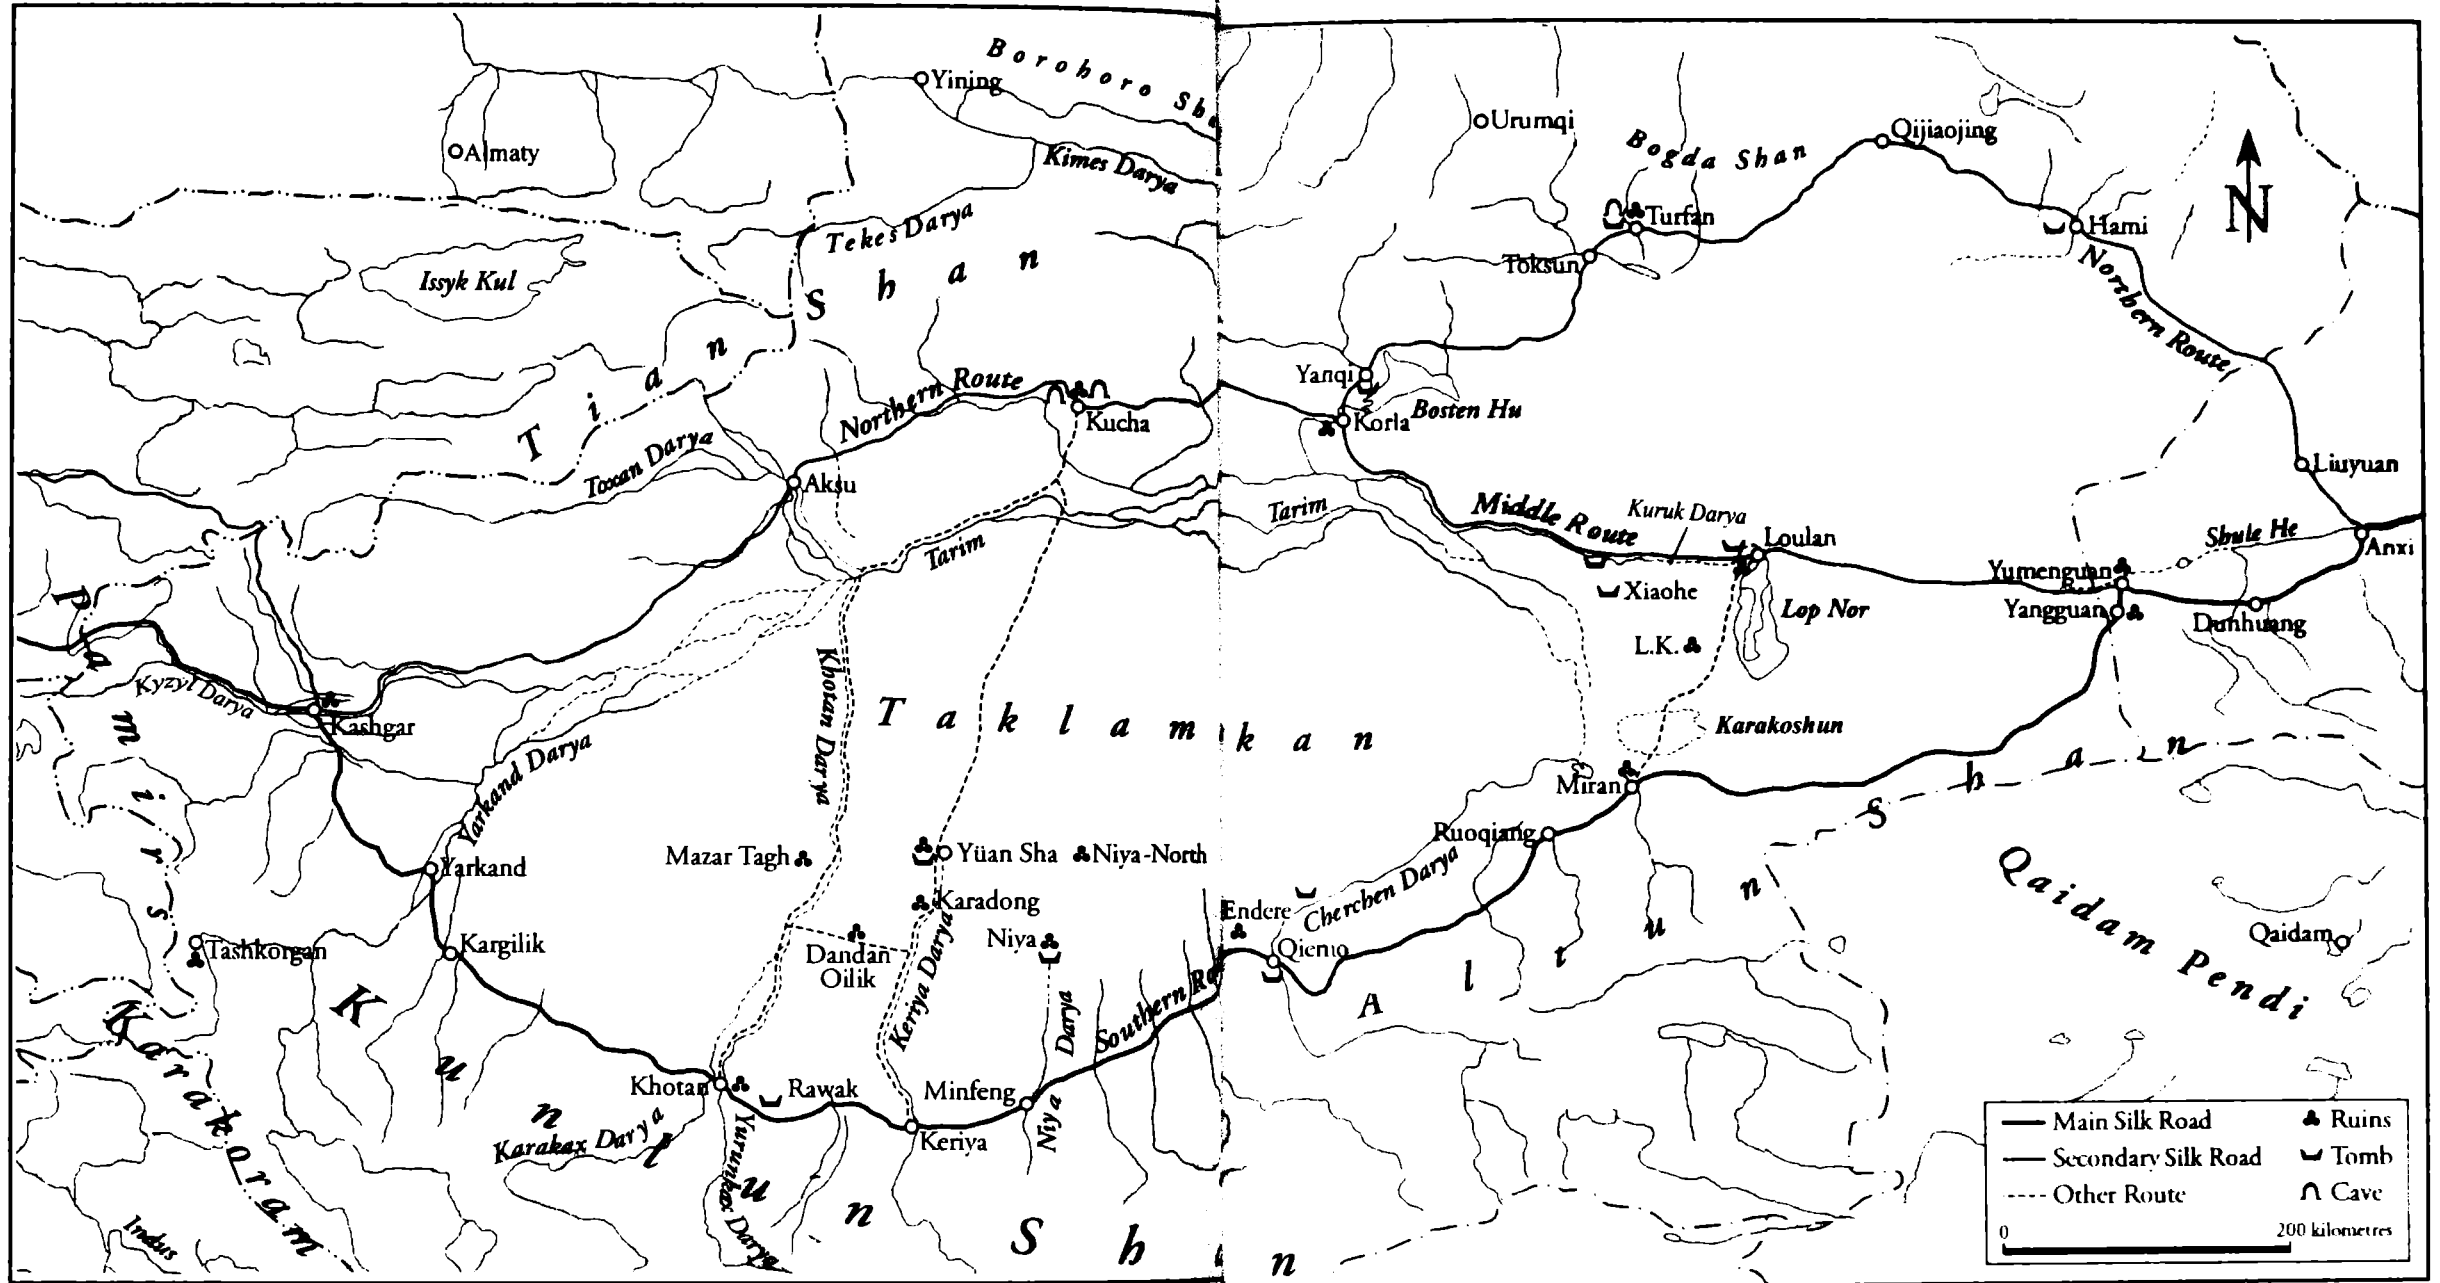 Borohoro Sha
Yining
Urumqi
Qijiaojing
Almaty
Kimes Darya
Bogda Shan
N
Tekes Darya
Turfan
Hami
Issyk Kul
Toksun
Northern Route
Tian Shan
Yanqi
Northern Route
Kucha
Bosten Hu
Korla
Toxan Darya
Aksu
Liuyuan
Tarim
Middle Route
Kuruk Darya
Loulan
Shule He
Anxi
Tarim
Yumenguan
Xiaohe
Lop Nor
Yangguan
Dunhuang
Pamirs
L.K.
Kyzyl Darya
Kashgar
Khotan Darya
Taklamkan
Karakoshun
Yarkand Darya
Miran
Ruoqiang
Mazar Tagh
Yüan Sha
Niya-North
Yarkand
Cherchen Darya
Qaidam Pendi
Karadong
Endere
Tashkorgan
Kargilik
Dandan
Oilik
Niya
Qiemo
Qaidam
Keriya Darya
Southern Ro
Altun Shan
Karakoram
Khotan
Rawak
Minfeng
Niya Darya
Keriya
Karakax Darya
Yurunkax Darya
Kunlun Sh n
Indus
Main Silk Road
Ruins
Secondary Silk Road
Tomb
Other Route
Cave
0 200 kilometres